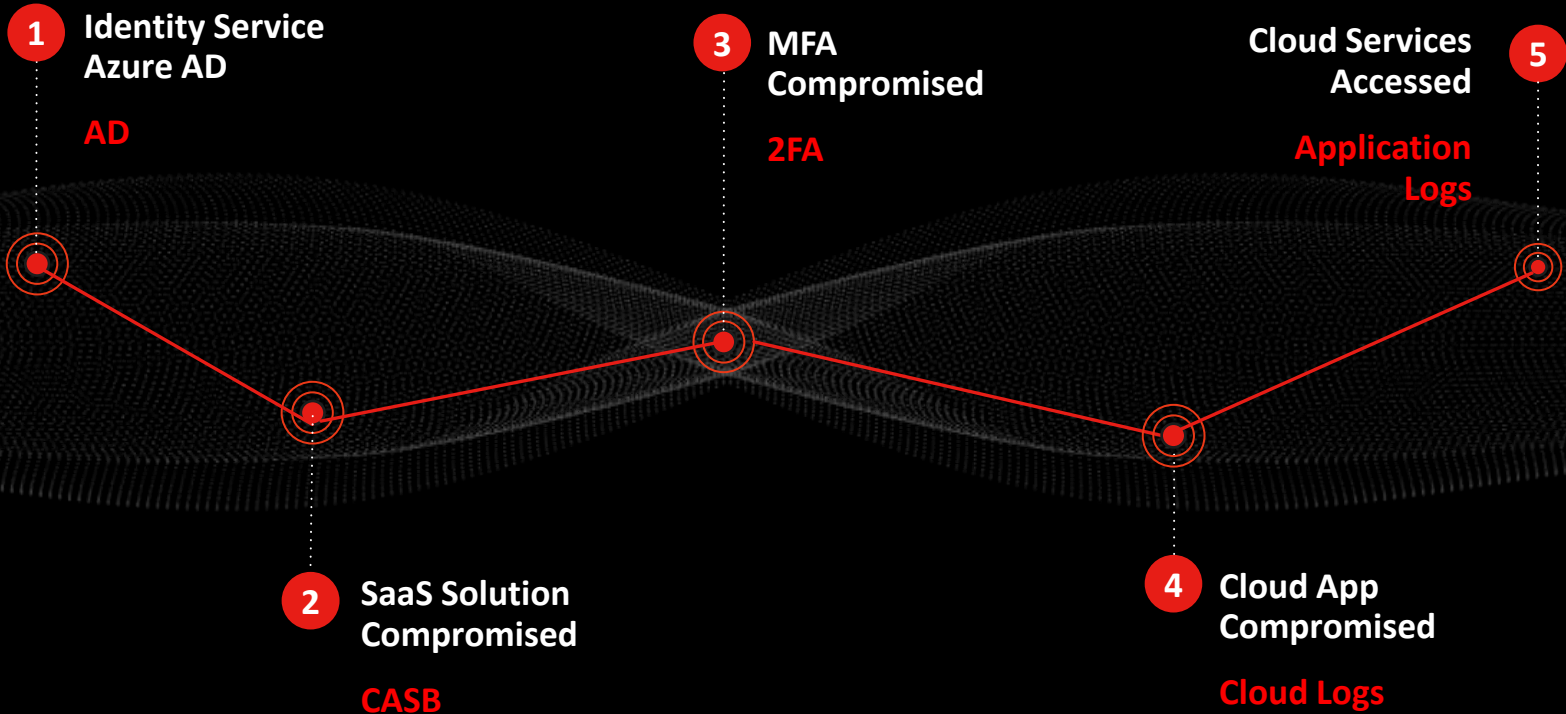 1
Identity Service
Azure AD
AD
2
SaaS Solution
Compromised
CASB
3
MFA
Compromised
2FA
4
Cloud App
Compromised
Cloud Logs
5
Cloud Services
Accessed
Application
Logs